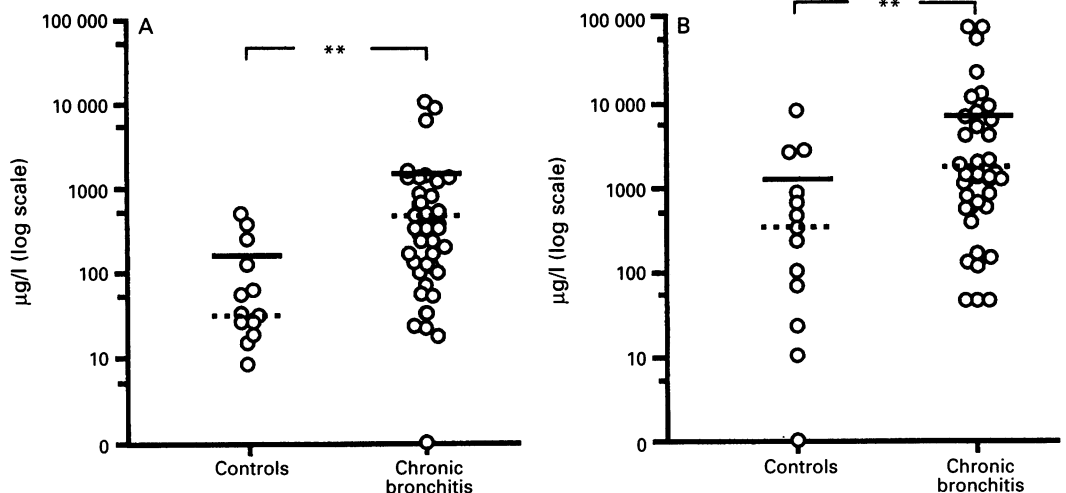 A
100 000
10 000
1000
100
10
0
µg/l (log scale)
**
Controls
Chronic
bronchitis
B
100 000
10 000
1000
100
10
0
µg/l (log scale)
**
Controls
Chronic
bronchitis